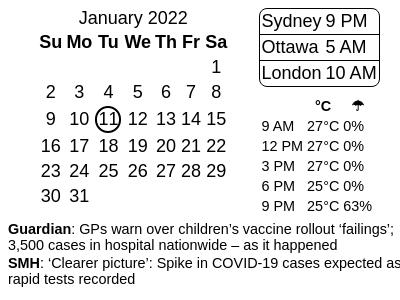 January 2022
Su Mo Tu We Th Fr Sa
1
2 3 4 5 6 7 8
9 10 11 12 13 14 15
16 17 18 19 20 21 22
23 24 25 26 27 28 29
30 31
Sydney 9 PM
Ottawa 5 AM
London 10 AM
°C ☂
9 AM 27°C 0%
12 PM 27°C 0%
3 PM 27°C 0%
6 PM 25°C 0%
9 PM 25°C 63%
Guardian: GPs warn over children’s vaccine rollout ‘failings’;
3,500 cases in hospital nationwide – as it happened
SMH: ‘Clearer picture’: Spike in COVID-19 cases expected as
rapid tests recorded